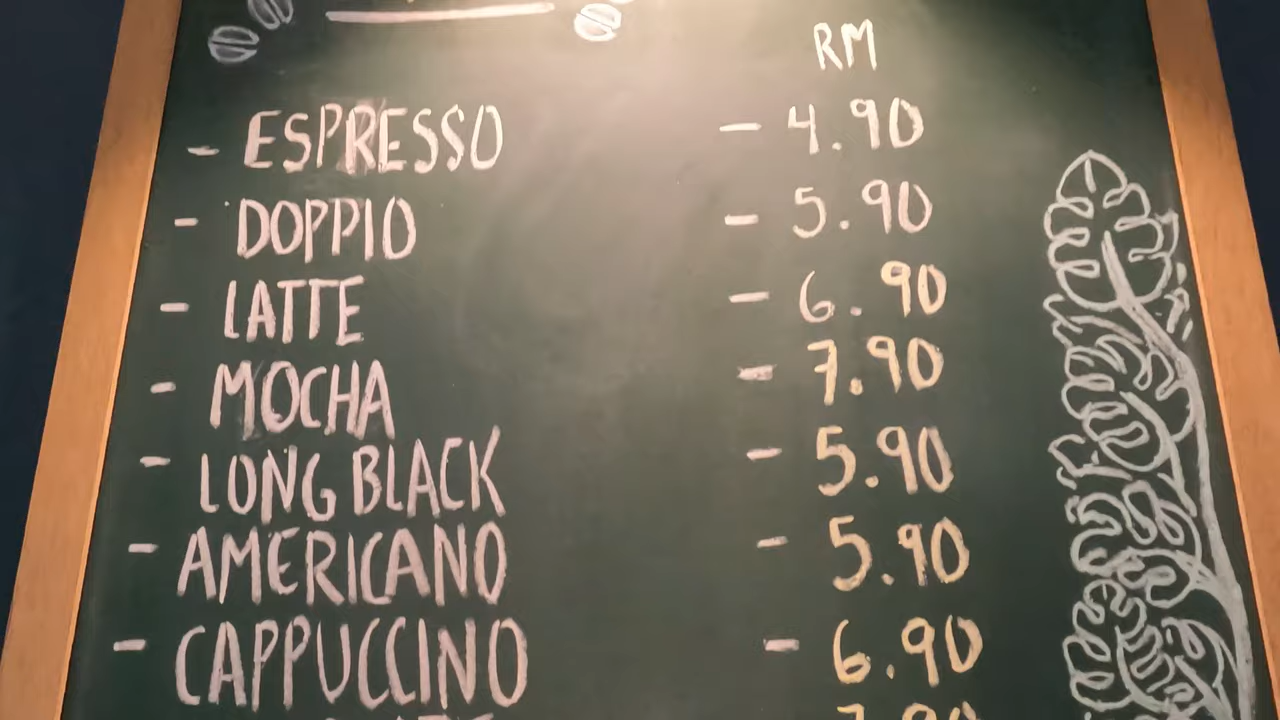 RM
- ESPRESSO - 4.90
- DOPPIO - 5.90
- LATTE - 6.90
- MOCHA - 7.90
- LONG BLACK - 5.90
- AMERICANO - 5.90
- CAPPUCCINO - 6.90